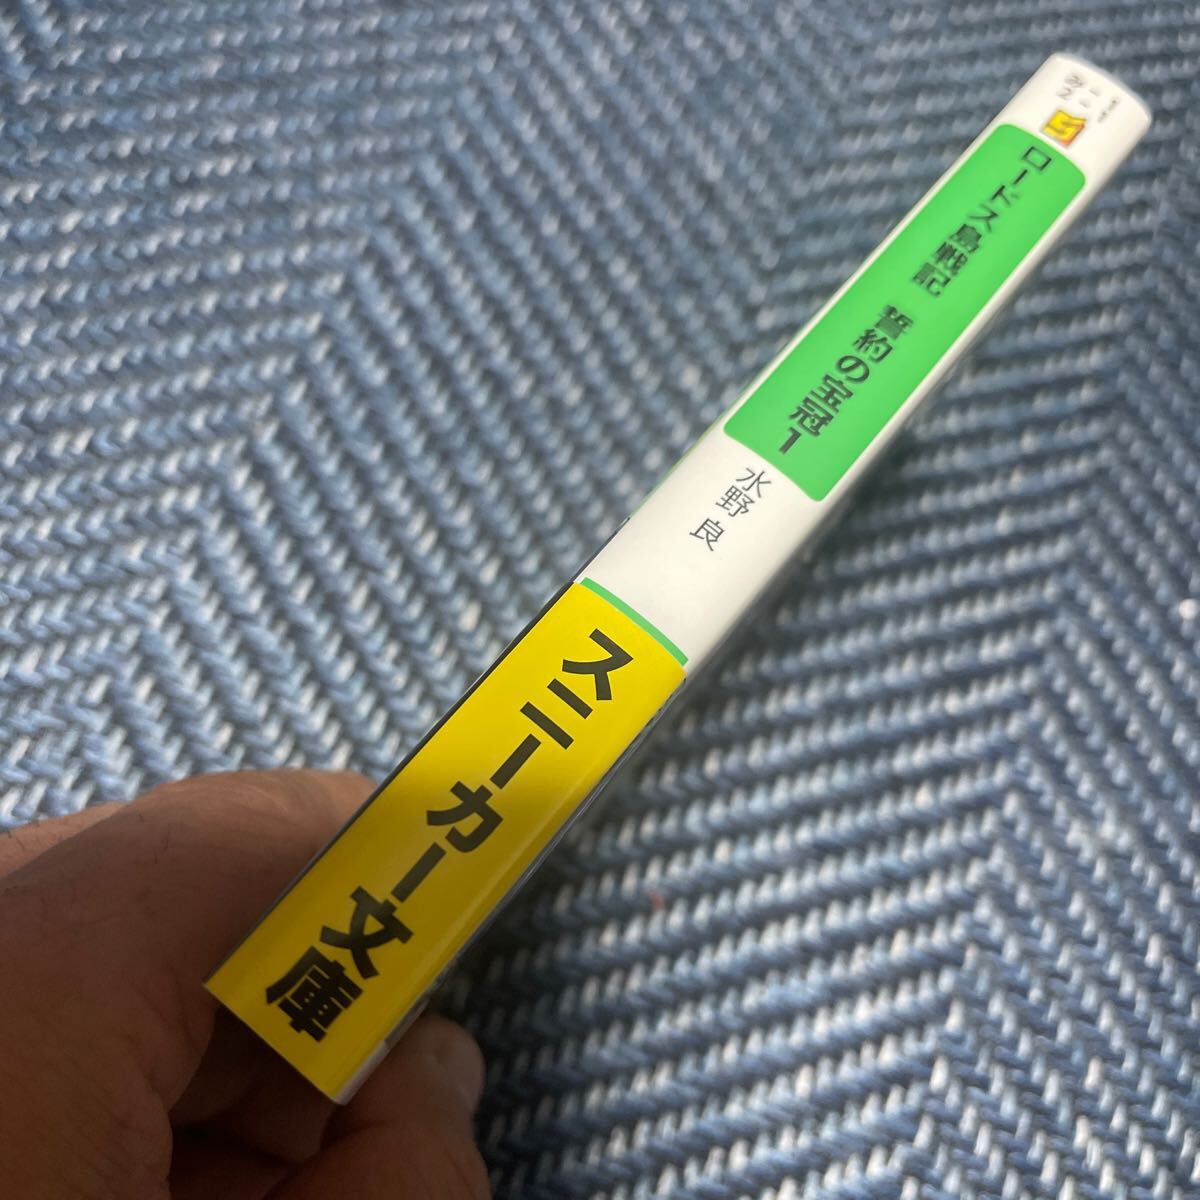 ロードス島戦記 誓約の宝冠1
水野 良
スニーカー文庫